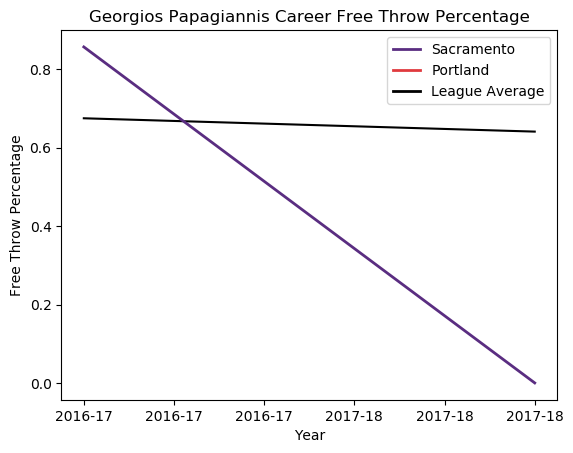 Georgios Papagiannis Career Free Throw Percentage
Sacramento
Portland
League Average
Free Throw Percentage
0.8
0.6
0.4
0.2
0.0
2016-17 2016-17 2016-17 2017-18 2017-18 2017-18
Year